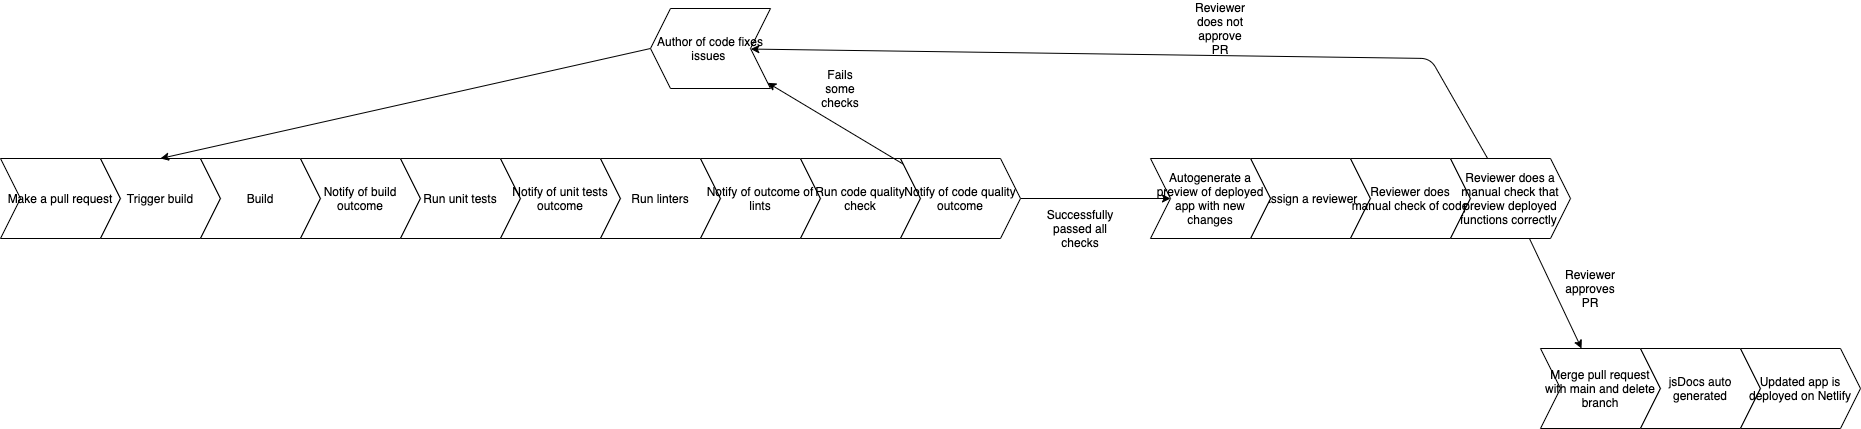 Reviewer
does not
approve
PR
Author of code fixes
issues
Fails
some
checks
Make a pull request
Trigger build
Build
Notify of build
outcome
Run unit tests
Notify of unit tests
outcome
Run linters
Notify of outcome of
lints
Run code quality
check
Notify of code quality
outcome
Successfully
passed all
checks
Autogenerate a
preview of deployed
app with new
changes
ssign a reviewer
Reviewer does
manual check of code
Reviewer does a
manual check that
preview deployed
functions correctly
Reviewer
approves
PR
Merge pull request
with main and delete
branch
jsDocs auto
generated
Updated app is
deployed on Netlify